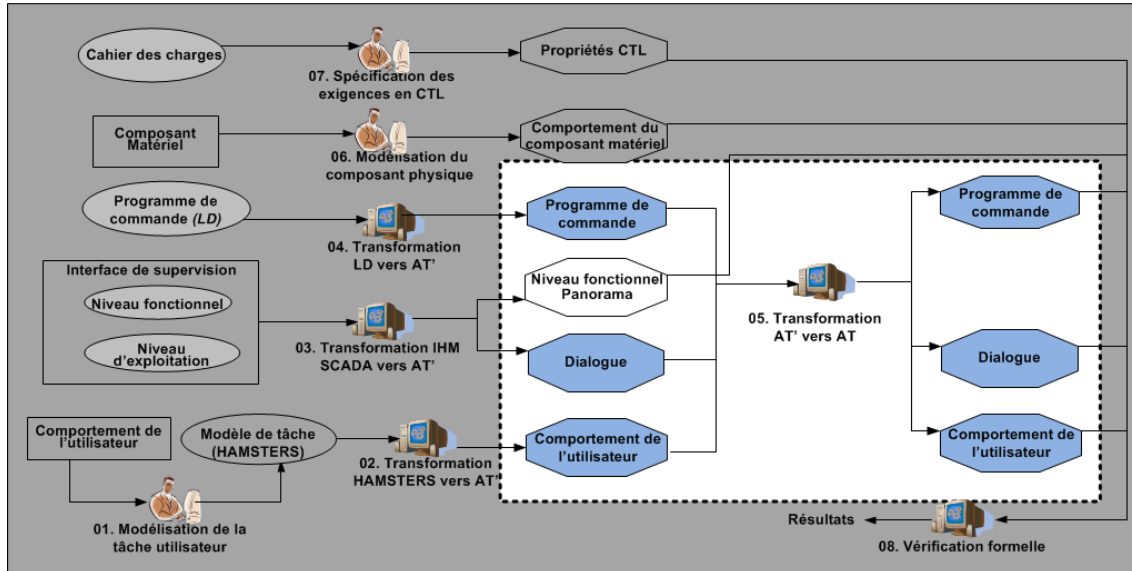 Cahier des charges
07. Spécification des
exigences en CTL
Propriétés CTL
Composant
Matériel
06. Modélisation du
composant physique
Comportement du
composant matériel
Programme de
commande (LD)
04. Transformation
LD vers AT’
Programme de
commande
Programme de
commande
Interface de supervision
Niveau fonctionnel
Niveau
d’exploitation
03. Transformation IHM
SCADA vers AT’
Niveau fonctionnel
Panorama
Dialogue
05. Transformation
AT’ vers AT
Dialogue
Comportement de
l’utilisateur
Modèle de tâche
(HAMSTERS)
02. Transformation
HAMSTERS vers AT’
Comportement de
l’utilisateur
Comportement de
l’utilisateur
01. Modélisation de la
tâche utilisateur
Résultats
08. Vérification formelle